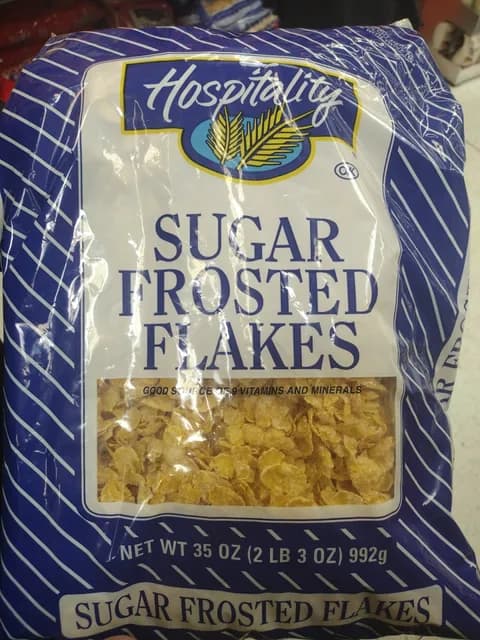 Hospitality
SUGAR
FROSTED
FLAKES
GOOD SOURCE OF 9 VITAMINS AND MINERALS
NET WT 35 OZ (2 LB 3 OZ) 992g
SUGAR FROSTED FLAKES